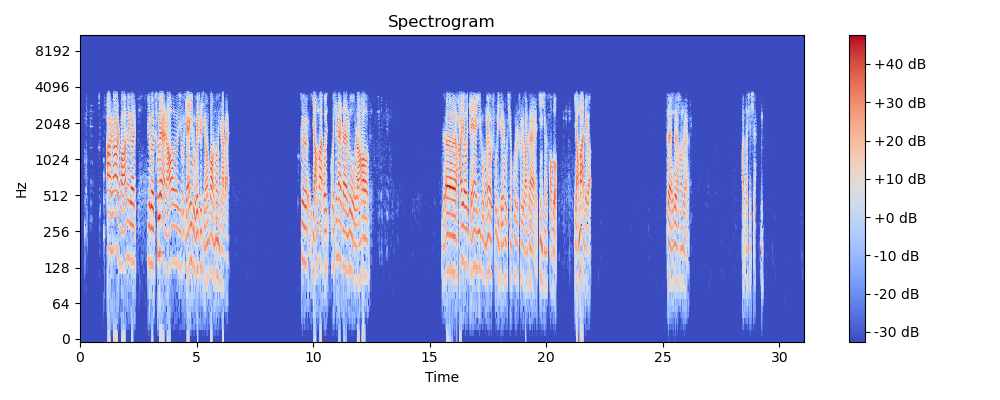 Spectrogram
8192
4096
2048
1024
512
256
128
64
0
Hz
0 5 10 15 20 25 30
Time
+40 dB
+30 dB
+20 dB
+10 dB
+0 dB
-10 dB
-20 dB
-30 dB